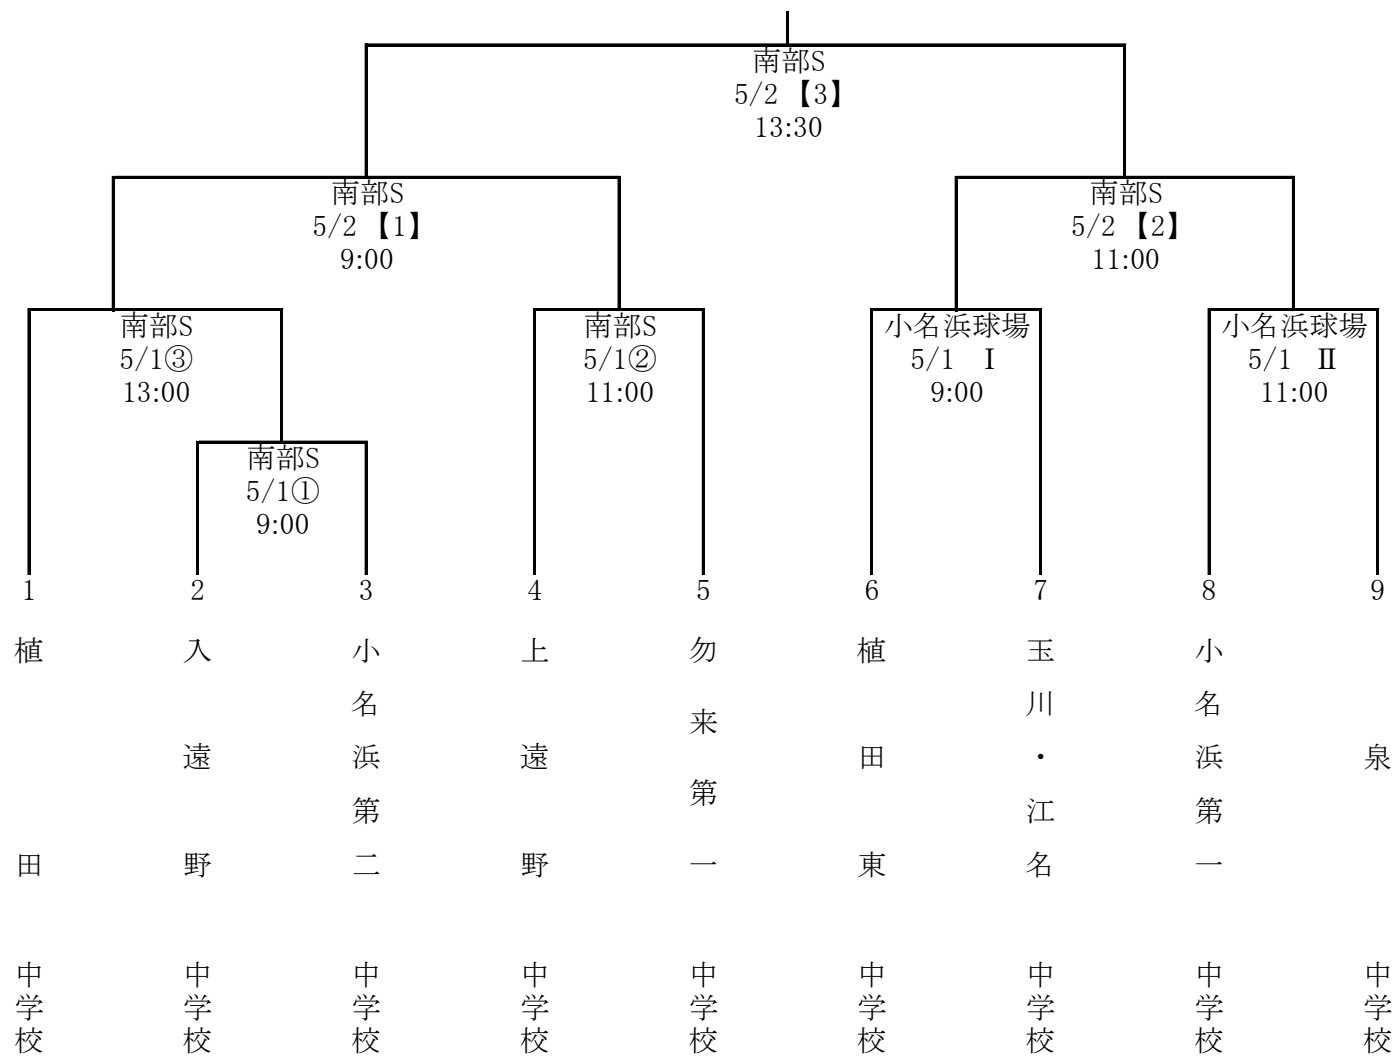 南部S
5/2 【3】
13:30
南部S
5/2 【1】
9:00
南部S
5/2 【2】
11:00
南部S
5/1③
13:00
南部S
5/1②
11:00
小名浜球場
5/1　Ⅰ
9:00
小名浜球場
5/1　Ⅱ
11:00
南部S
5/1①
9:00
1
2
3
4
5
6
7
8
9
植田中学校
入遠野中学校
小名浜第二中学校
上遠野中学校
勿来第一中学校
植田東中学校
玉川・江名中学校
小名浜第一中学校
泉中学校